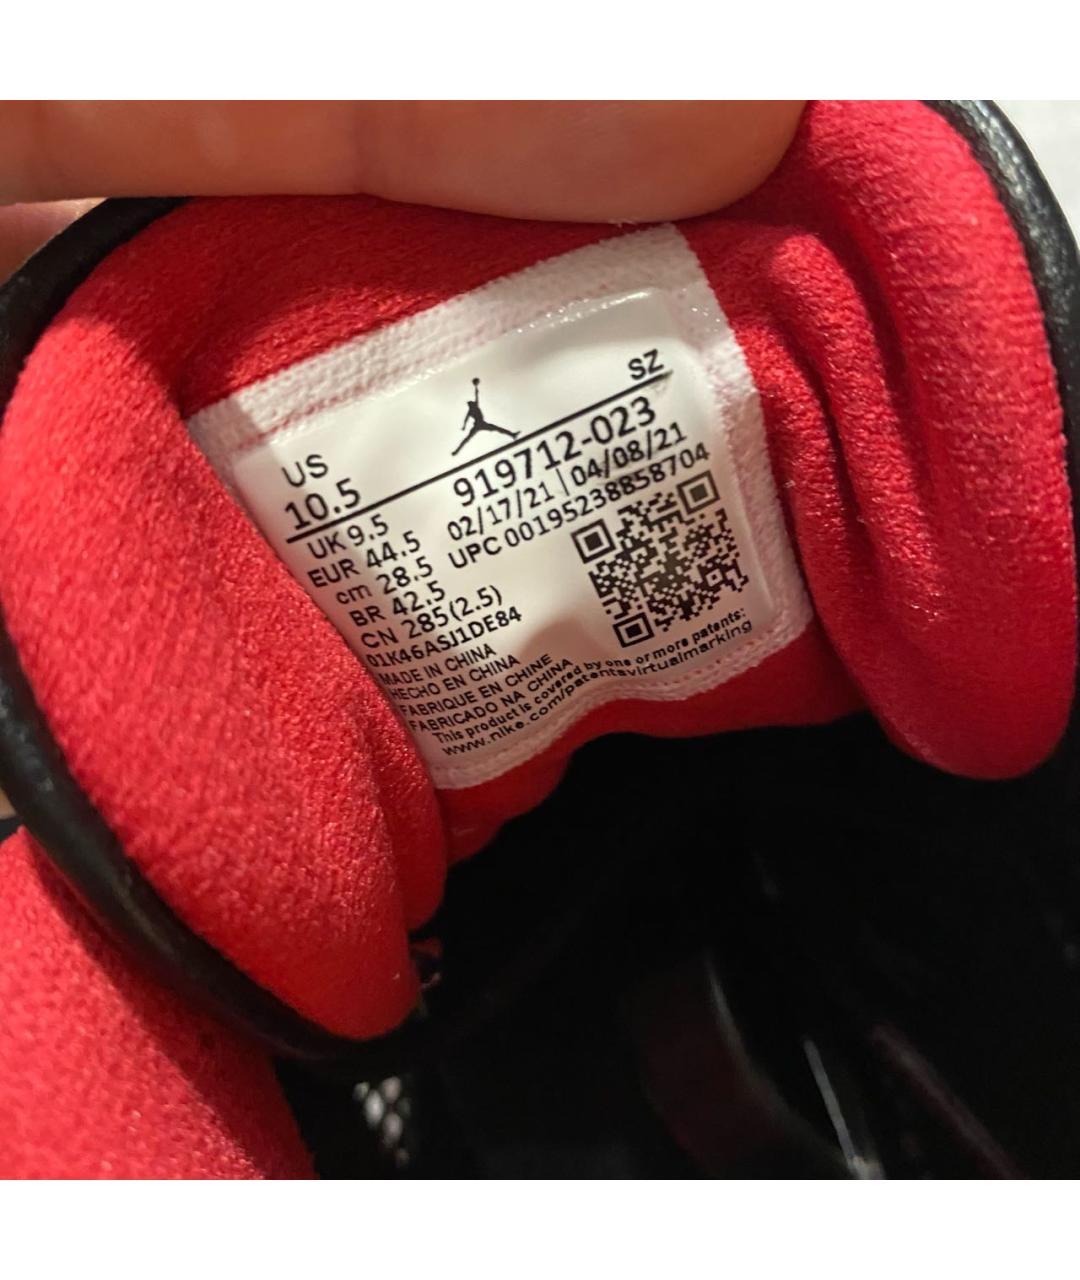 SZ
US
10.5
919712-023
UK 9.5
02/17/21 | 04/08/21
EUR 44.5
UPC 00195238858704
cm 28.5
BR 42.5
CN 285(2.5)
01K46ASJ1DE84
MADE IN CHINA
HECHO EN CHINA
FABRIQUE EN CHINE
FABRICADO NA CHINA
This product is covered by one or more patents:
www.nike.com/patentavirtualmarking